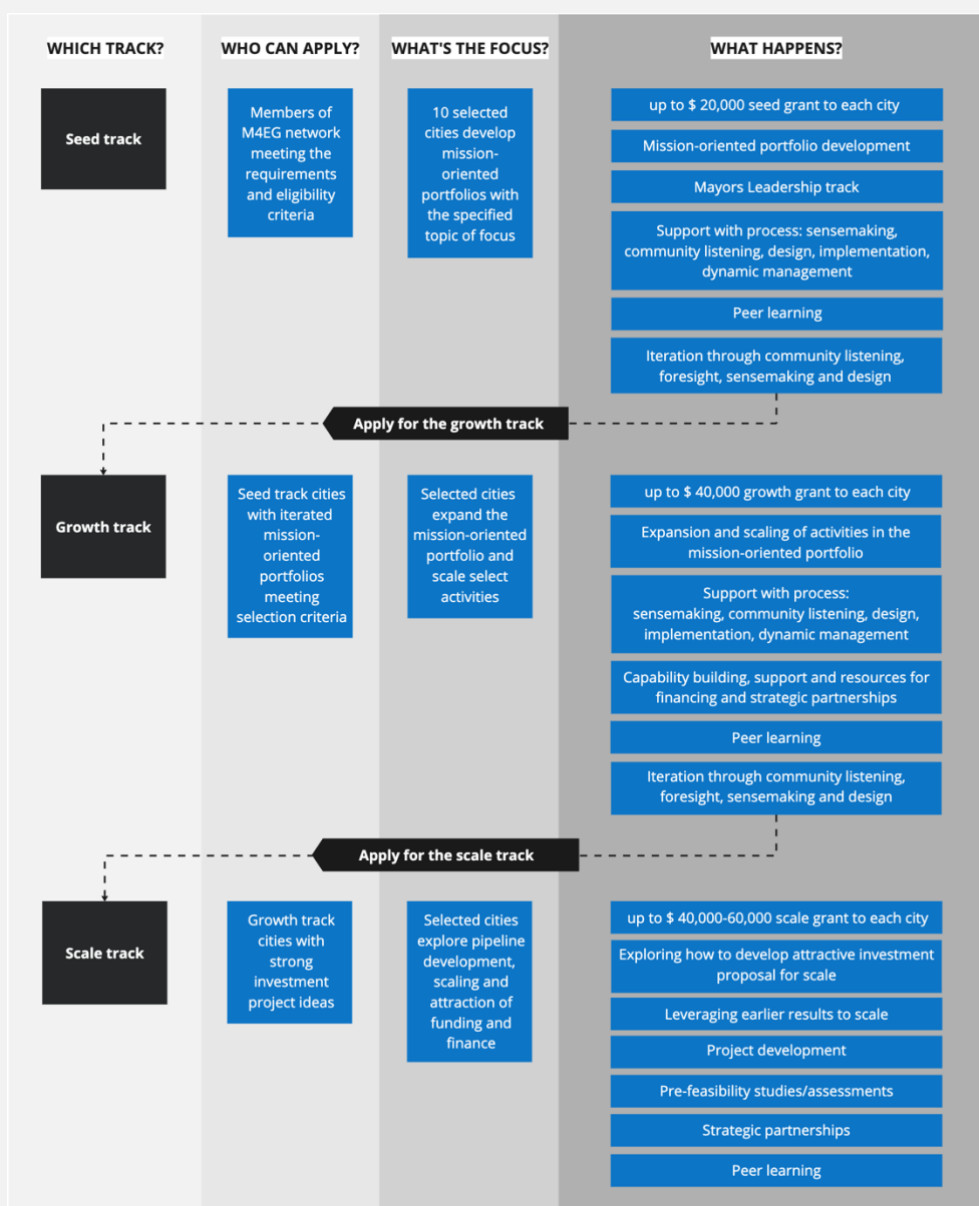 WHICH TRACK?
WHO CAN APPLY?
WHAT'S THE FOCUS?
WHAT HAPPENS?
Seed track
Members of
M4EG network
meeting the
requirements
and eligibility
criteria
10 selected
cities develop
mission-
oriented
portfolios with
the specified
topic of focus
up to $ 20,000 seed grant to each city
Mission-oriented portfolio development
Mayors Leadership track
Support with process: sensemaking,
community listening, design, implementation,
dynamic management
Peer learning
Iteration through community listening,
foresight, sensemaking and design
Apply for the growth track
Growth track
Seed track cities
with iterated
mission-
oriented
portfolios
meeting
selection criteria
Selected cities
expand the
mission-oriented
portfolio and
scale select
activities
up to $ 40,000 growth grant to each city
Expansion and scaling of activities in the
mission-oriented portfolio
Support with process:
sensemaking, community listening, design,
implementation, dynamic management
Capability building, support and resources for
financing and strategic partnerships
Peer learning
Iteration through community listening,
foresight, sensemaking and design
Apply for the scale track
Scale track
Growth track
cities with
strong
investment
project ideas
Selected cities
explore pipeline
development,
scaling and
attraction of
funding and
finance
up to $ 40,000-60,000 scale grant to each city
Exploring how to develop attractive investment
proposal for scale
Leveraging earlier results to scale
Project development
Pre-feasibility studies/assessments
Strategic partnerships
Peer learning